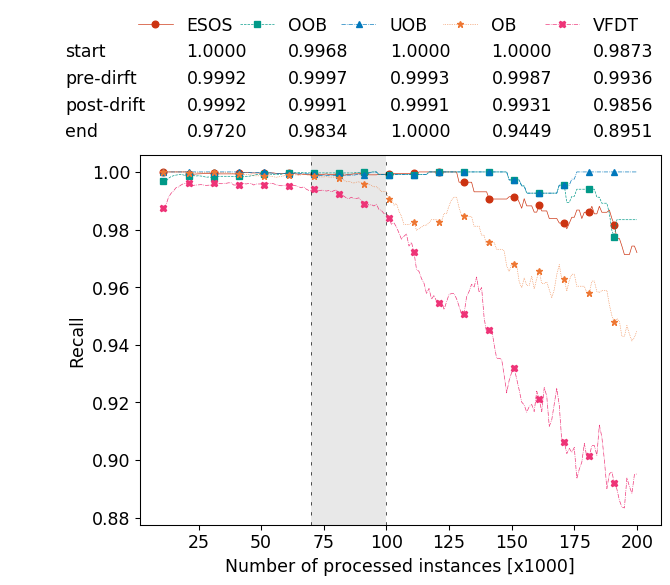 ESOS OOB UOB OB VFDT
start 1.0000 0.9968 1.0000 1.0000 0.9873
pre-dirft 0.9992 0.9997 0.9993 0.9987 0.9936
post-drift 0.9992 0.9991 0.9991 0.9931 0.9856
end 0.9720 0.9834 1.0000 0.9449 0.8951
1.00
0.98
0.96
0.94
0.92
0.90
0.88
Recall
25 50 75 100 125 150 175 200
Number of processed instances [x1000]